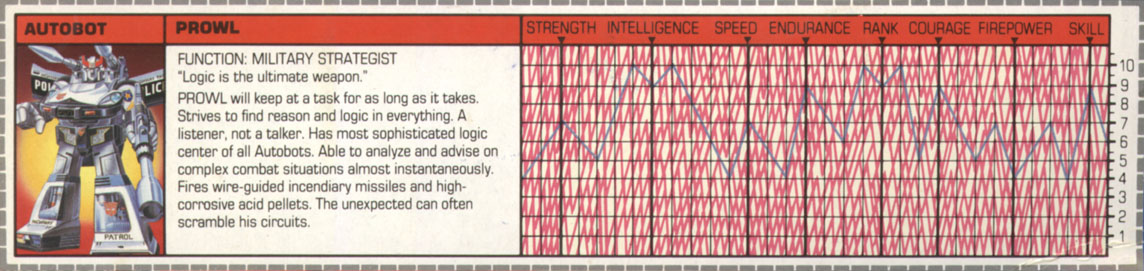 AUTOBOT
PROWL
STRENGTH INTELLIGENCE SPEED ENDURANCE RANK COURAGE FIREPOWER SKILL
FUNCTION: MILITARY STRATEGIST
"Logic is the ultimate weapon."
PROWL will keep at a task for as long as it takes.
Strives to find reason and logic in everything. A
listener, not a talker. Has most sophisticated logic
center of all Autobots. Able to analyze and advise on
complex combat situations almost instantaneously.
Fires wire-guided incendiary missiles and high-
corrosive acid pellets. The unexpected can often
scramble his circuits.
POL
LIC
PATROL
10
9
8
7
6
5
4
3
2
1